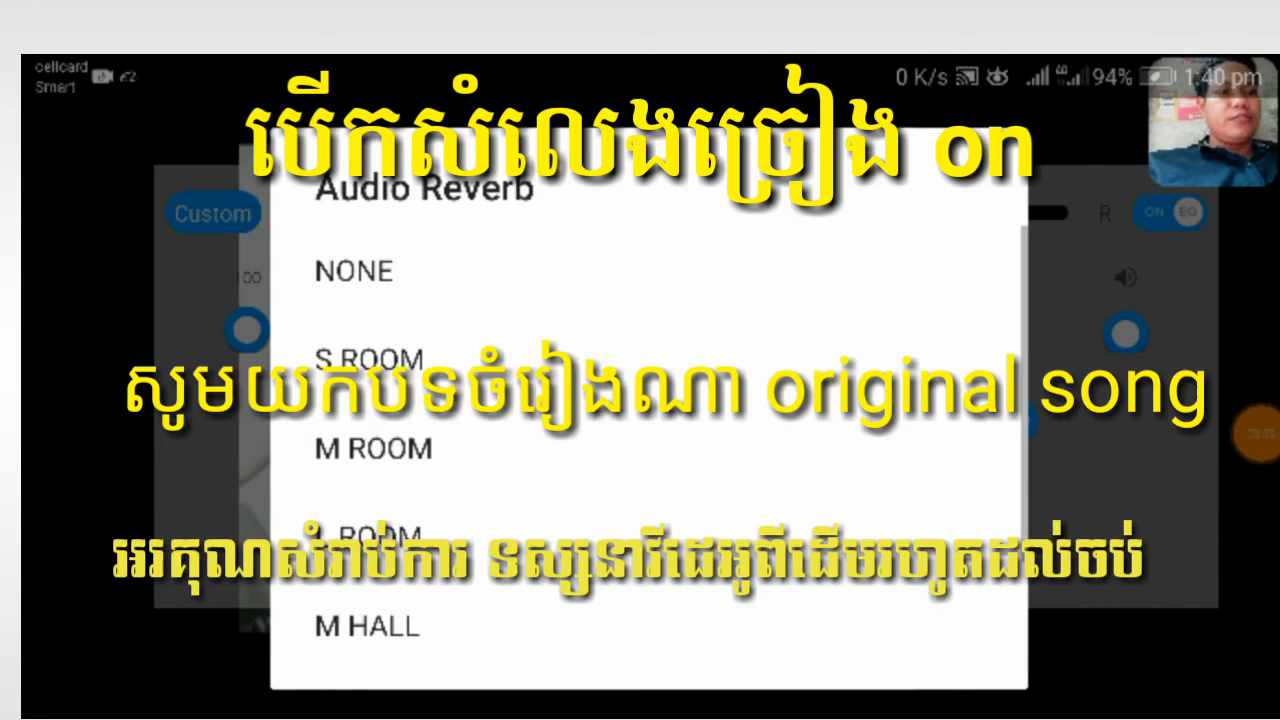 cellcard
Smart
0 K/s 4G 94% 1:40 pm
បើកសំលេងច្រៀង on
Audio Reverb
Custom
R ON EQ
NONE
100
S ROOM
សូមយកបទចំរៀងណា original song
M ROOM
L ROOM
អរគុណសំរាប់ការ ទស្សនាវីដេអូពីដើមរហូតដល់ចប់
M HALL